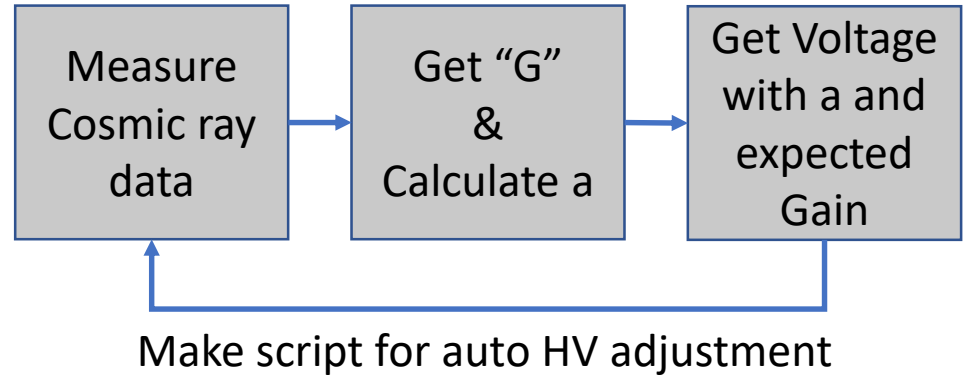 Measure
Cosmic ray
data
Get “G”
&
Calculate a
Get Voltage
with a and
expected
Gain
Make script for auto HV adjustment